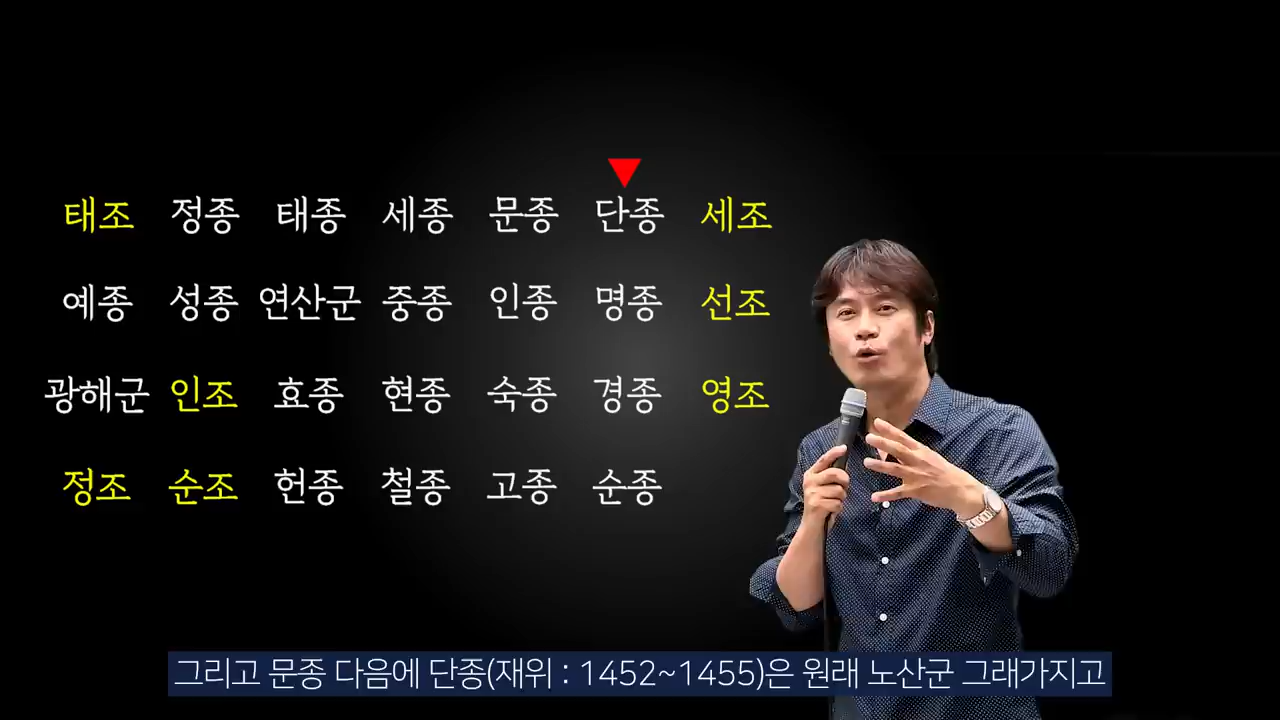 태조 정종 태종 세종 문종 단종 세조
예종 성종 연산군 중종 인종 명종 선조
광해군 인조 효종 현종 숙종 경종 영조
정조 순조 헌종 철종 고종 순종
그리고 문종 다음에 단종(재위 : 1452~1455)은 원래 노산군 그래가지고